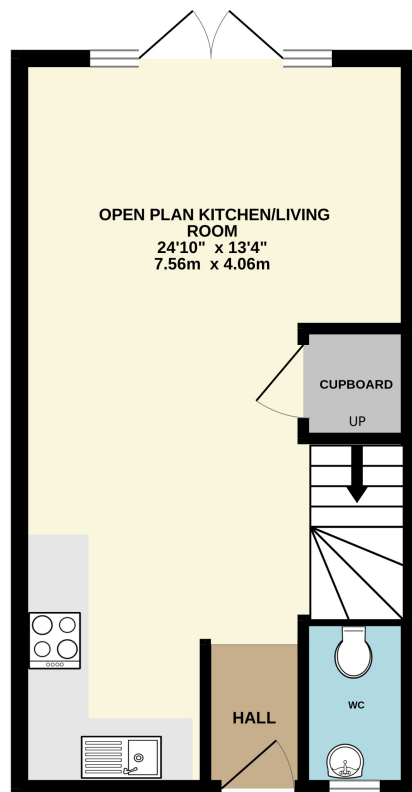 OPEN PLAN KITCHEN/LIVING
ROOM
24'10" x 13'4"
7.56m x 4.06m
CUPBOARD
UP
HALL
WC